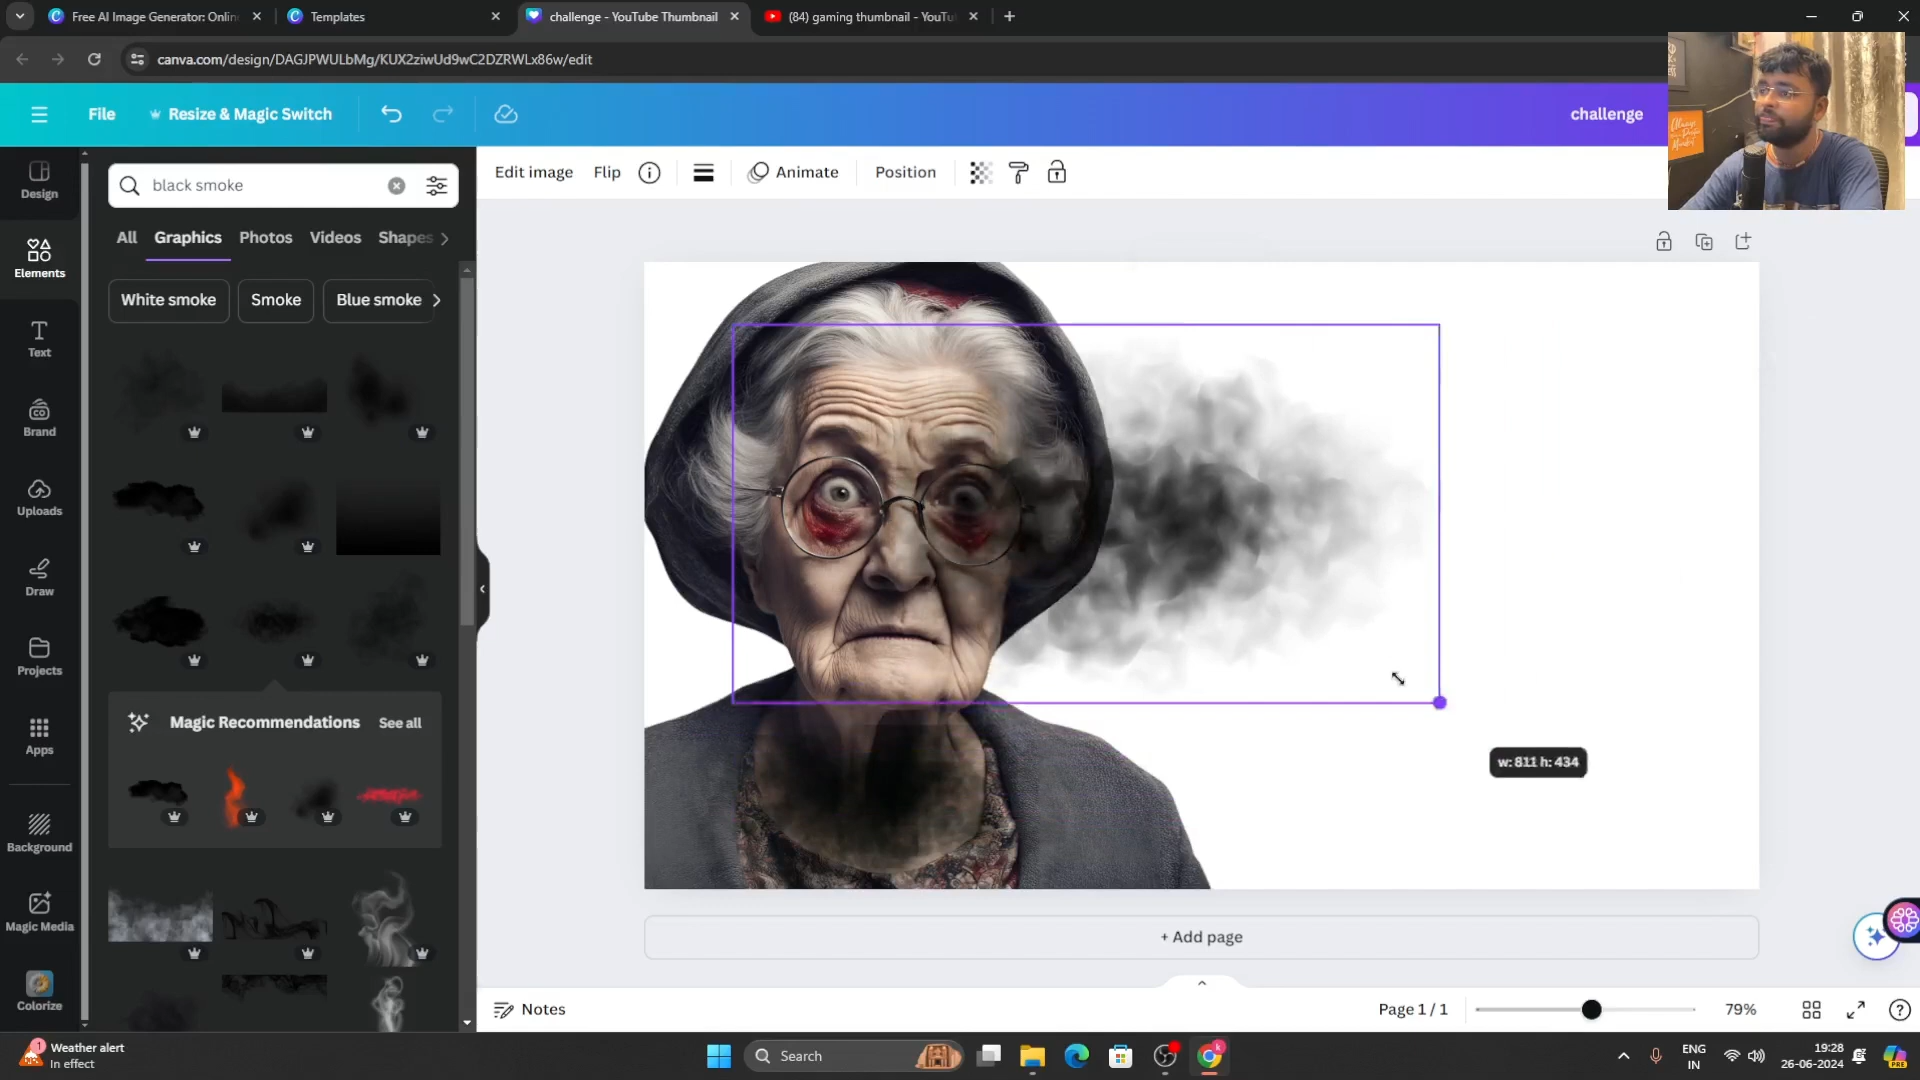 Free AI Image Generator: Onlin
Templates
challenge - YouTube Thumbnail
(84) gaming thumbnail - YouTu
canva.com/design/DAGJPWULbMg/KUX2ziwUd9wC2DZRWLx86w/edit
File
Resize & Magic Switch
challenge
Design
Elements
Text
Brand
Uploads
Draw
Projects
Apps
Background
Magic Media
Colorize
black smoke
All
Graphics
Photos
Videos
Shapes
White smoke
Smoke
Blue smoke
Magic Recommendations
See all
Edit image
Flip
Animate
Position
w: 811 h: 434
+ Add page
Notes
Page 1 / 1
79%
1
Weather alert
In effect
Search
ENG
IN
19:28
26-06-2024
PRE